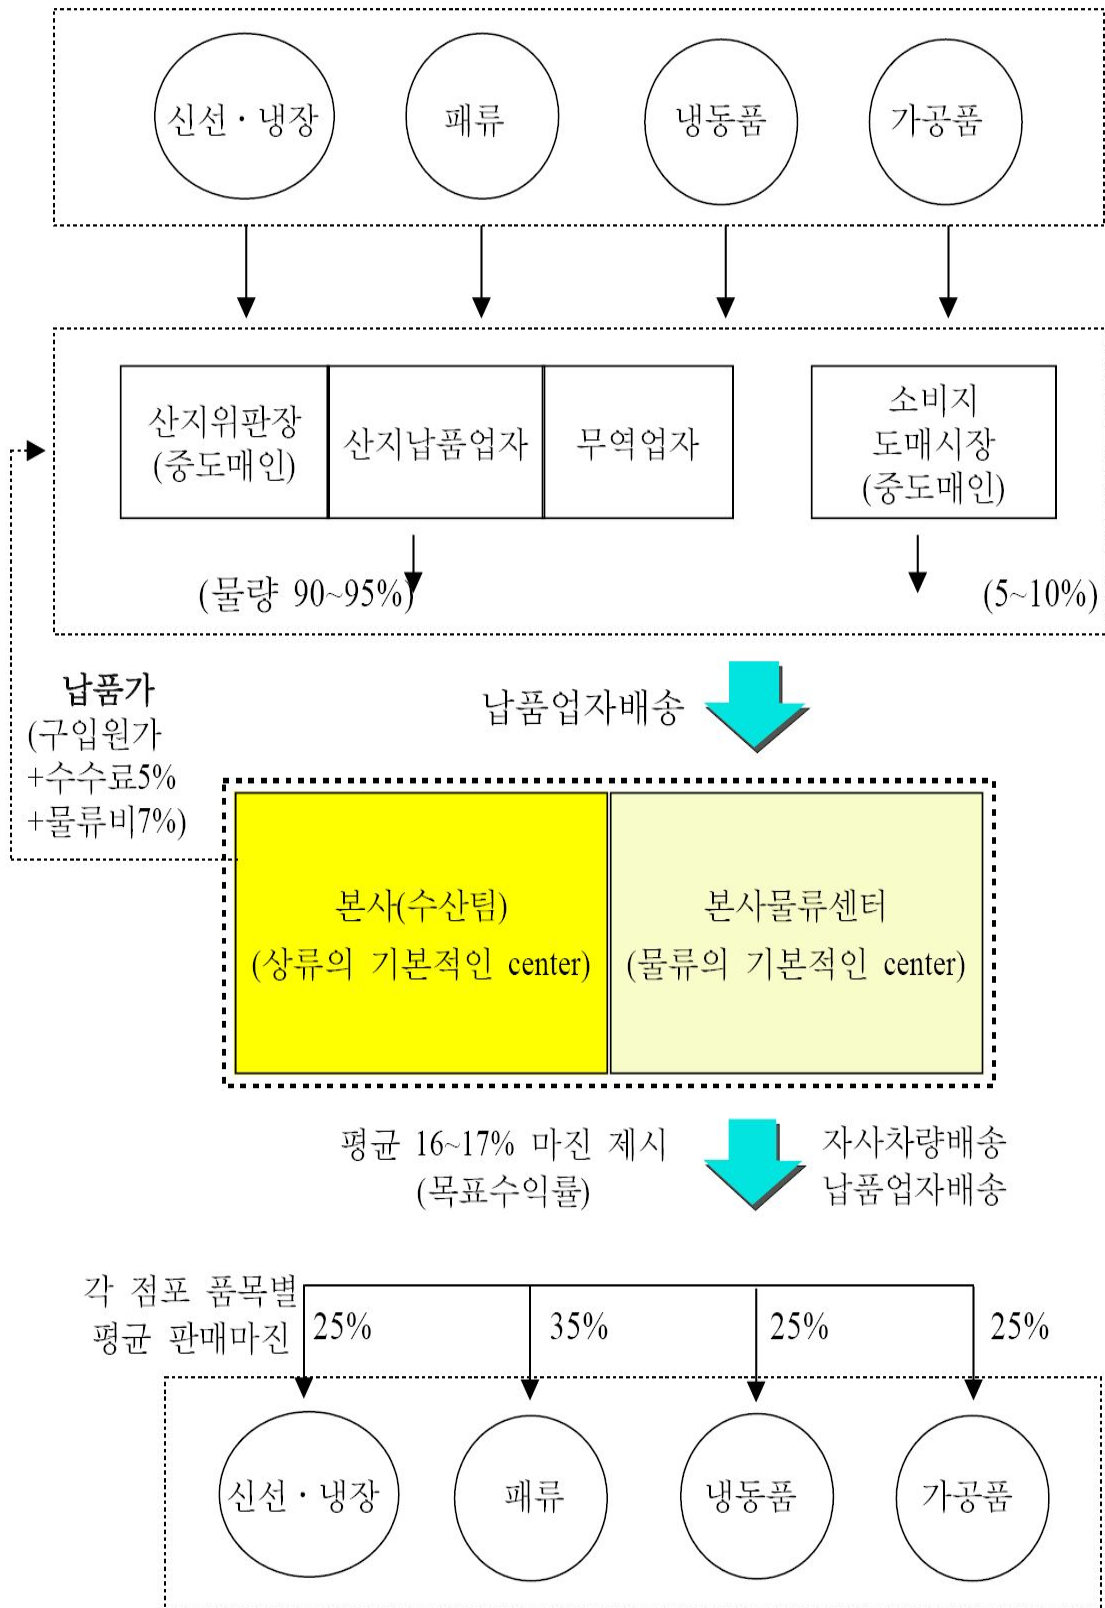 신선・냉장
패류
냉동품
가공품
산지위판장
(중도매인)
산지납품업자
무역업자
소비지
도매시장
(중도매인)
(물량 90~95%)
(5~10%)
납품가
(구입원가
+수수료5%
+물류비7%)
납품업자배송
본사(수산팀)
(상류의 기본적인 center)
본사물류센터
(물류의 기본적인 center)
평균 16~17% 마진 제시
(목표수익률)
자사차량배송
납품업자배송
각 점포 품목별
평균 판매마진
25%
35%
25%
25%
신선・냉장
패류
냉동품
가공품